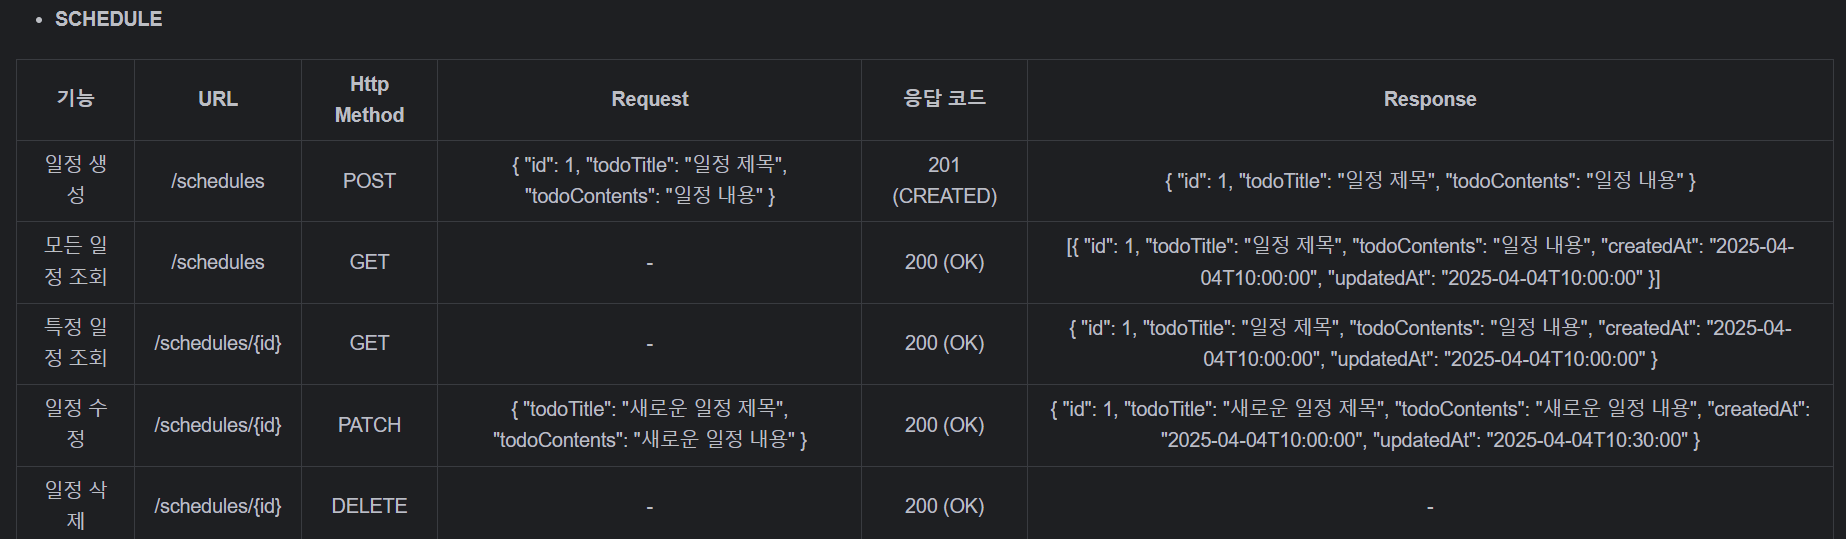 SCHEDULE
기능
URL
Http
Method
Request
응답 코드
Response
일정 생
성
/schedules
POST
{ "id": 1, "todoTitle": "일정 제목",
"todoContents": "일정 내용" }
201
(CREATED)
{ "id": 1, "todoTitle": "일정 제목", "todoContents": "일정 내용" }
모든 일
정 조회
/schedules
GET
-
200 (OK)
[{ "id": 1, "todoTitle": "일정 제목", "todoContents": "일정 내용", "createdAt": "2025-04-
04T10:00:00", "updatedAt": "2025-04-04T10:00:00" }]
특정 일
정 조회
/schedules/{id}
GET
-
200 (OK)
{ "id": 1, "todoTitle": "일정 제목", "todoContents": "일정 내용", "createdAt": "2025-04-
04T10:00:00", "updatedAt": "2025-04-04T10:00:00" }
일정 수
정
/schedules/{id}
PATCH
{ "todoTitle": "새로운 일정 제목",
"todoContents": "새로운 일정 내용" }
200 (OK)
{ "id": 1, "todoTitle": "새로운 일정 제목", "todoContents": "새로운 일정 내용", "createdAt":
"2025-04-04T10:00:00", "updatedAt": "2025-04-04T10:30:00" }
일정 삭
제
/schedules/{id}
DELETE
-
200 (OK)
-